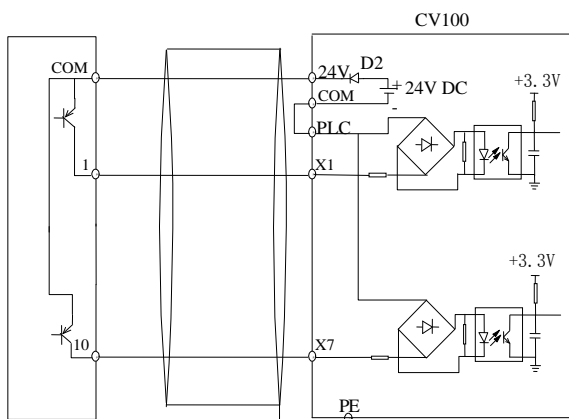 CV100
COM
24V
D2
+
24V DC
-
COM
PLC
+3.3V
1
X1
+3.3V
10
X7
PE